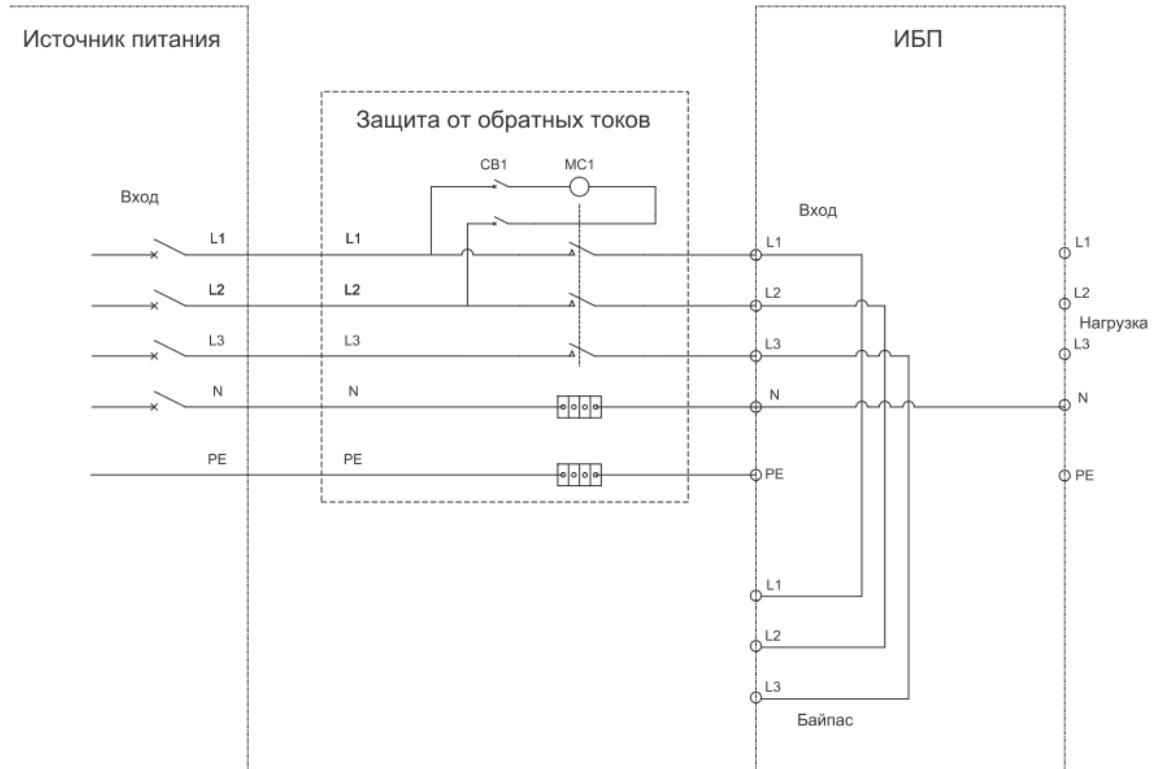 Источник питания
ИБП
Защита от обратных токов
CB1
MC1
Вход
Вход
L1
L1
L1
L1
L2
L2
L2
L2
Нагрузка
L3
L3
L3
L3
N
N
N
N
PE
PE
PE
PE
L1
L2
L3
Байпас